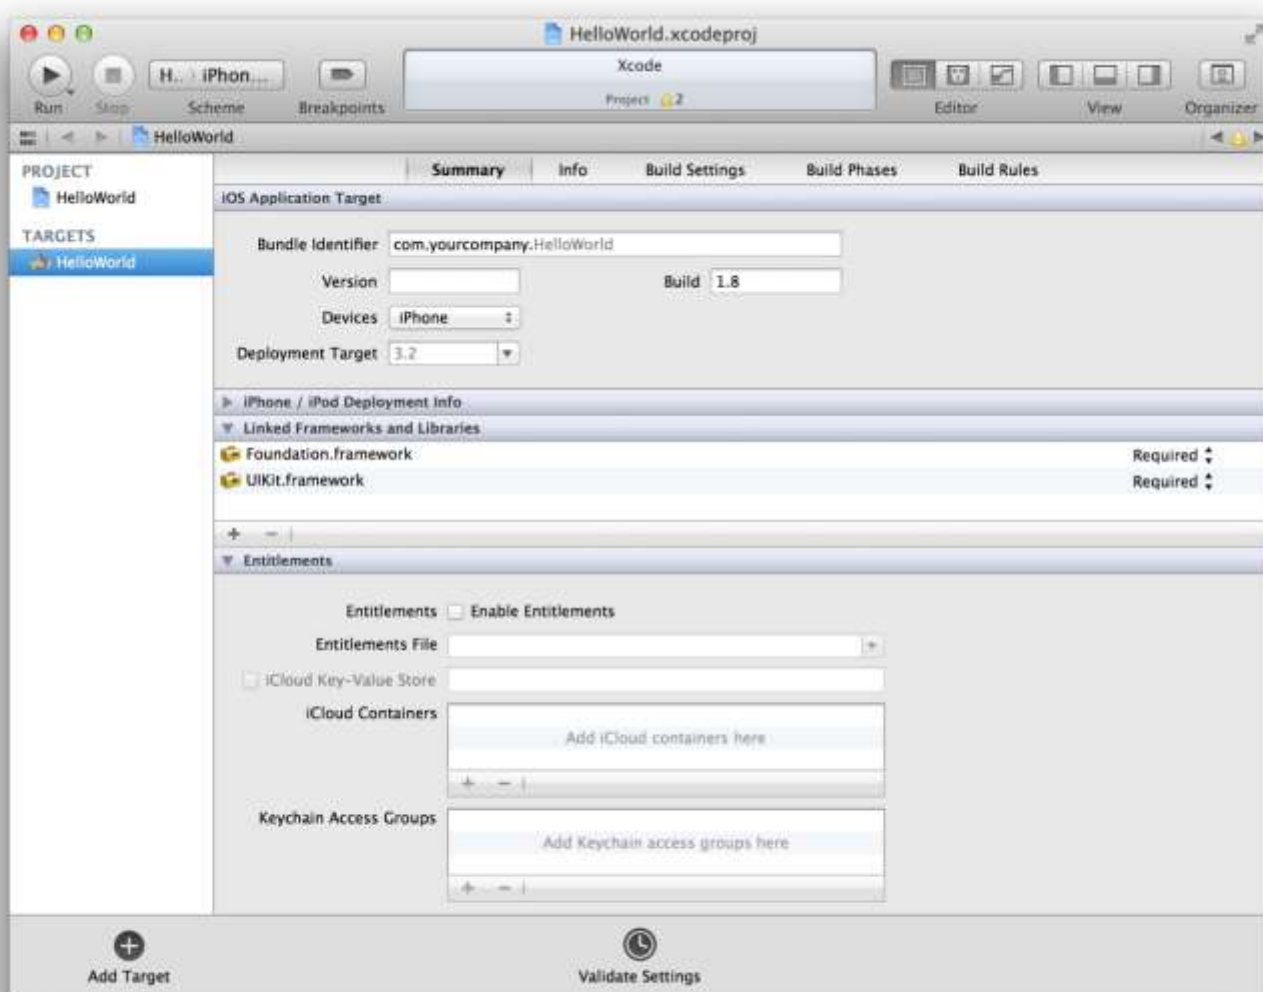 HelloWorld.xcodeproj
H... iPhon...
Xcode
Project 2
Run Stop Scheme Breakpoints Editor View Organizer
HelloWorld
PROJECT
HelloWorld
TARGETS
HelloWorld
Summary Info Build Settings Build Phases Build Rules
iOS Application Target
Bundle Identifier com.yourcompany.HelloWorld
Version Build 1.8
Devices iPhone
Deployment Target 3.2
iPhone / iPod Deployment Info
Linked Frameworks and Libraries
Foundation.framework Required
UIKit.framework Required
Entitlements
Entitlements Enable Entitlements
Entitlements File
iCloud Key-Value Store
iCloud Containers
Add iCloud containers here
Keychain Access Groups
Add Keychain access groups here
Add Target Validate Settings